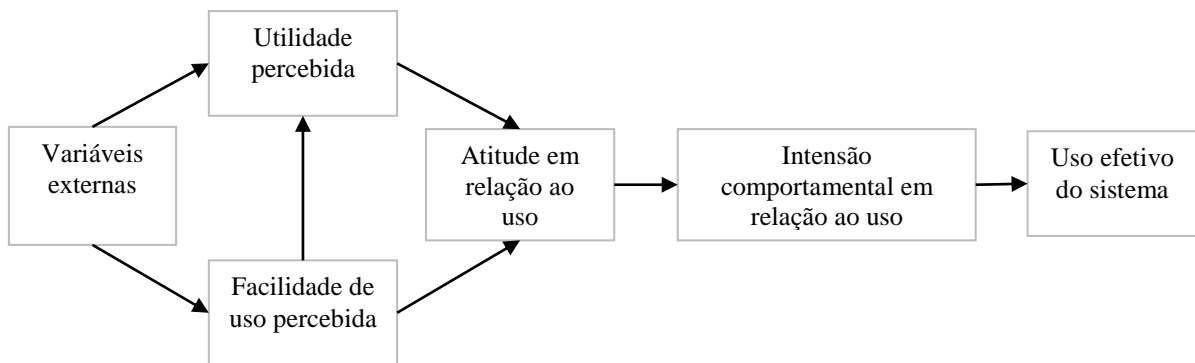 Utilidade
percebida
Variáveis
externas
Atitude em
relação ao
uso
Intensão
comportamental em
relação ao uso
Uso efetivo
do sistema
Facilidade de
uso percebida